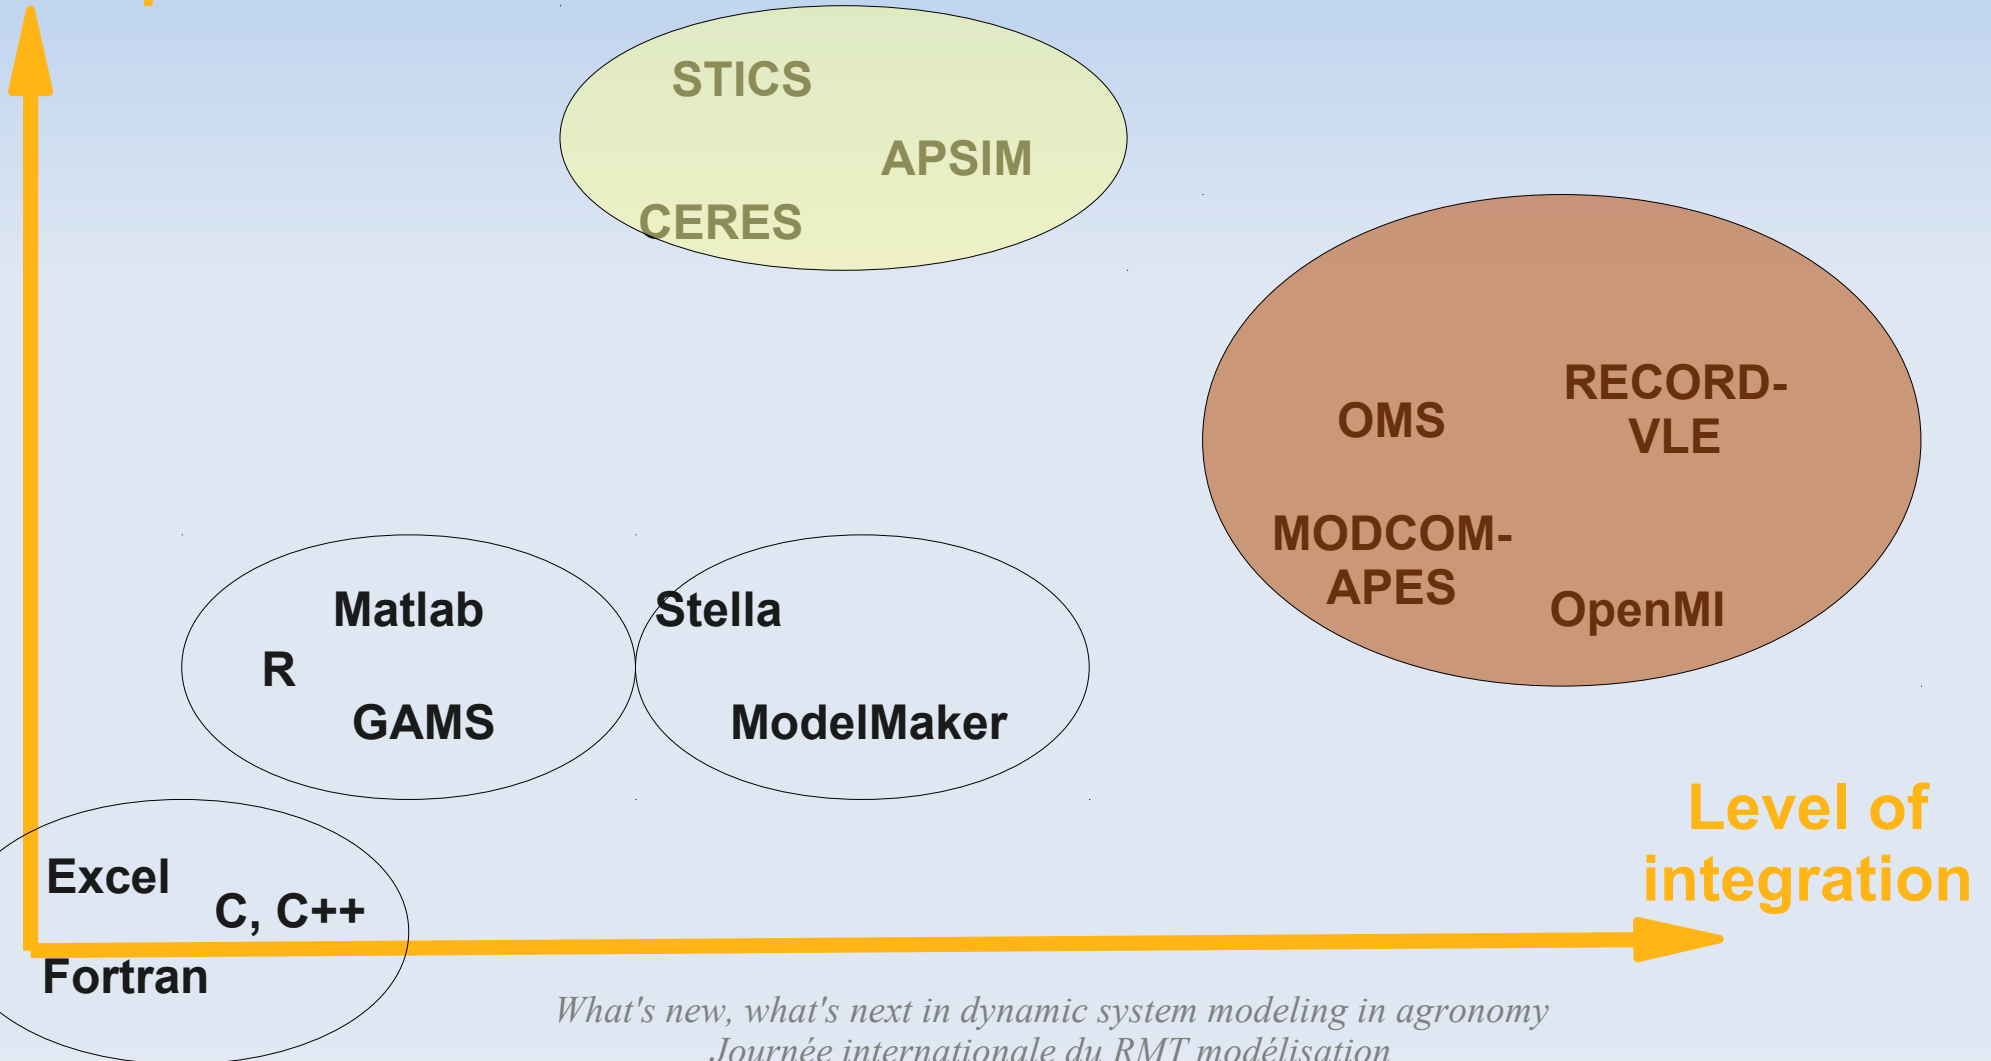 STICS
APSIM
CERES
RECORD-
VLE
OMS
MODCOM-
APES
OpenMI
Matlab
Stella
R
GAMS
ModelMaker
Level of
integration
Excel
C, C++
Fortran
What's new, what's next in dynamic system modeling in agronomy
Journée internationale du RMT modélisation